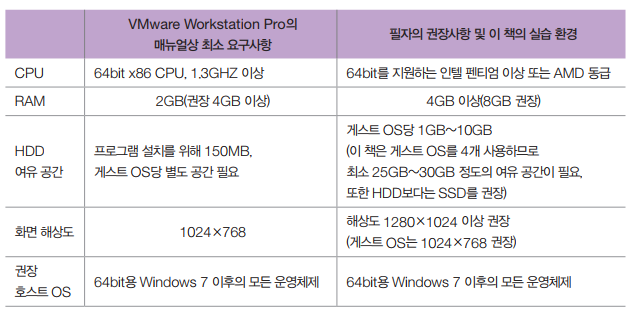 VMware Workstation Pro의
매뉴얼상 최소 요구사항
필자의 권장사항 및 이 책의 실습 환경
CPU
64bit x86 CPU, 1.3GHZ 이상
64bit를 지원하는 인텔 펜티엄 이상 또는 AMD 동급
RAM
2GB(권장 4GB 이상)
4GB 이상(8GB 권장)
HDD
여유 공간
프로그램 설치를 위해 150MB,
게스트 OS당 별도 공간 필요
게스트 OS당 1GB～10GB
(이 책은 게스트 OS를 4개 사용하므로
최소 25GB～30GB 정도의 여유 공간이 필요,
또한 HDD보다는 SSD를 권장)
화면 해상도
1024×768
해상도 1280×1024 이상 권장
(게스트 OS는 1024×768 권장)
권장
호스트 OS
64bit용 Windows 7 이후의 모든 운영체제
64bit용 Windows 7 이후의 모든 운영체제